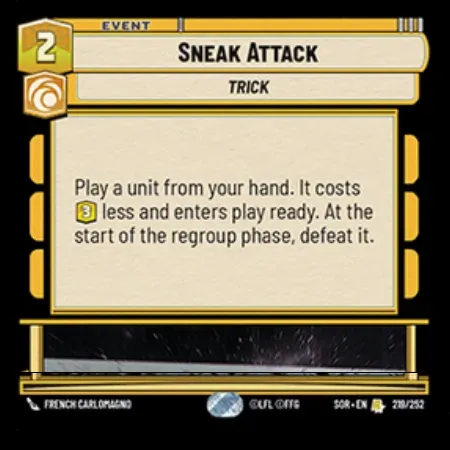 EVENT
2
SNEAK ATTACK
TRICK
Play a unit from your hand. It costs
3 less and enters play ready. At the
start of the regroup phase, defeat it.
FRENCH CARLOMAGNO
©LFL ©FFG
SOR • EN
219/252